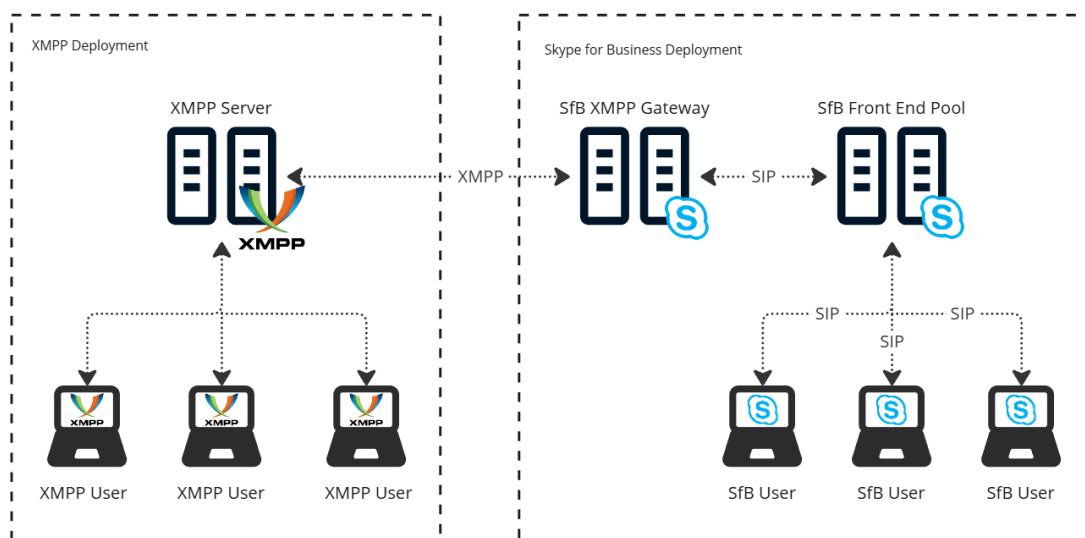 XMPP Deployment
Skype for Business Deployment
XMPP Server
SfB XMPP Gateway
SfB Front End Pool
XMPP
SIP
S
S
XMPP
SIP
SIP
SIP
XMPP
XMPP
XMPP
S
S
S
XMPP User
XMPP User
XMPP User
SfB User
SfB User
SfB User